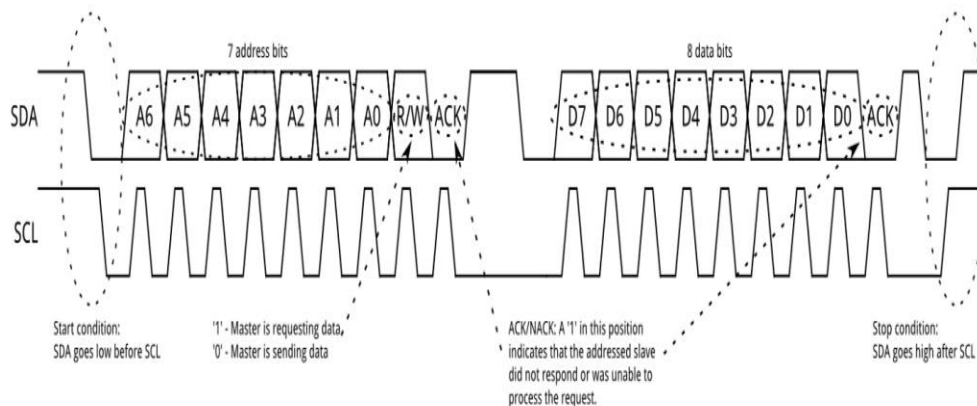 7 address bits
8 data bits
SDA
A6 A5 A4 A3 A2 A1 A0 R/W ACK
D7 D6 D5 D4 D3 D2 D1 D0 ACK
SCL
Start condition:
SDA goes low before SCL
'1' - Master is requesting data,
'0' - Master is sending data
ACK/NACK: A '1' in this position
indicates that the addressed slave
did not respond or was unable to
process the request.
Stop condition:
SDA goes high after SCL